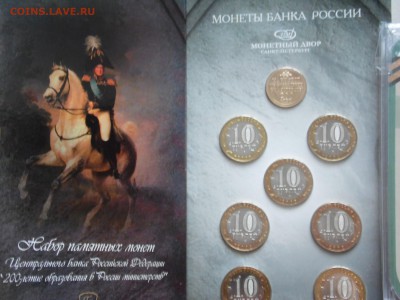 COINS.LAVE.RU
МОНЕТЫ БАНКА РОССИИ
МОНЕТНЫЙ ДВОР
САНКТ-ПЕТЕРБУРГ
10
10
10
10
10
10
10
Набор памятных монет
Центрального банка Российской Федерации
"200-летие образования в России министерств"